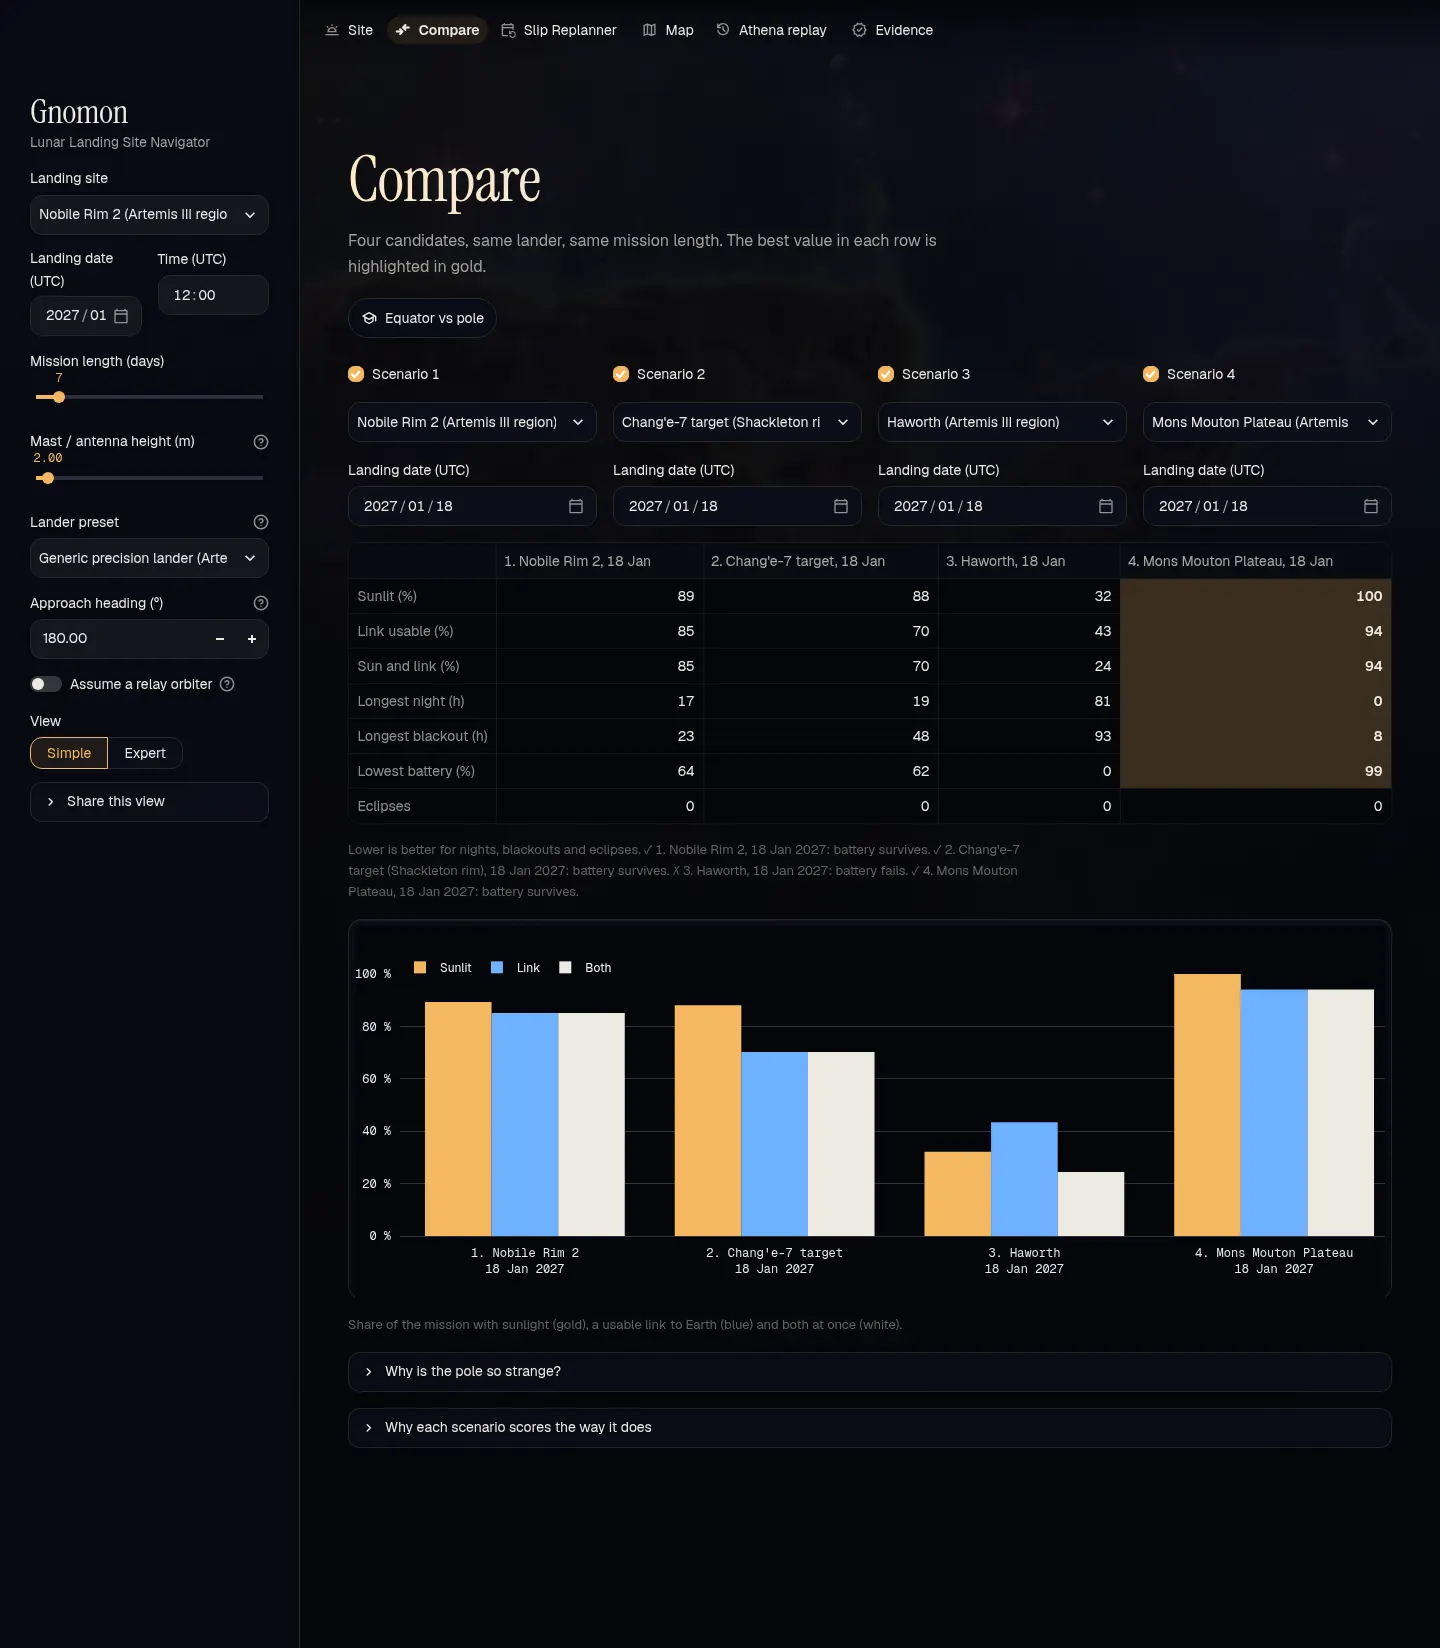 Site
Compare
Slip Replanner
Map
Athena replay
Evidence
Gnomon
Lunar Landing Site Navigator
Landing site
Nobile Rim 2 (Artemis III regio
Landing date
(UTC)
Time (UTC)
2027/01
12:00
Mission length (days)
7
Mast / antenna height (m)
2.00
Lander preset
Generic precision lander (Arte
Approach heading (°)
180.00
Assume a relay orbiter
View
Simple
Expert
Share this view
Compare
Four candidates, same lander, same mission length. The best value in each row is
highlighted in gold.
Equator vs pole
Scenario 1
Scenario 2
Scenario 3
Scenario 4
Nobile Rim 2 (Artemis III region)
Chang'e-7 target (Shackleton ri
Haworth (Artemis III region)
Mons Mouton Plateau (Artemis
Landing date (UTC)
Landing date (UTC)
Landing date (UTC)
Landing date (UTC)
2027/01/18
2027/01/18
2027/01/18
2027/01/18
1. Nobile Rim 2, 18 Jan 2. Chang'e-7 target, 18 Jan 3. Haworth, 18 Jan 4. Mons Mouton Plateau, 18 Jan
Sunlit (%) 89 88 32 100
Link usable (%) 85 70 43 94
Sun and link (%) 85 70 24 94
Longest night (h) 17 19 81 0
Longest blackout (h) 23 48 93 8
Lowest battery (%) 64 62 0 99
Eclipses 0 0 0 0
Lower is better for nights, blackouts and eclipses. ✓ 1. Nobile Rim 2, 18 Jan 2027: battery survives. ✓ 2. Chang'e-7
target (Shackleton rim), 18 Jan 2027: battery survives. ✗ 3. Haworth, 18 Jan 2027: battery fails. ✓ 4. Mons Mouton
Plateau, 18 Jan 2027: battery survives.
Sunlit Link Both
100 %
80 %
60 %
40 %
20 %
0 %
1. Nobile Rim 2
18 Jan 2027
2. Chang'e-7 target
18 Jan 2027
3. Haworth
18 Jan 2027
4. Mons Mouton Plateau
18 Jan 2027
Share of the mission with sunlight (gold), a usable link to Earth (blue) and both at once (white).
Why is the pole so strange?
Why each scenario scores the way it does